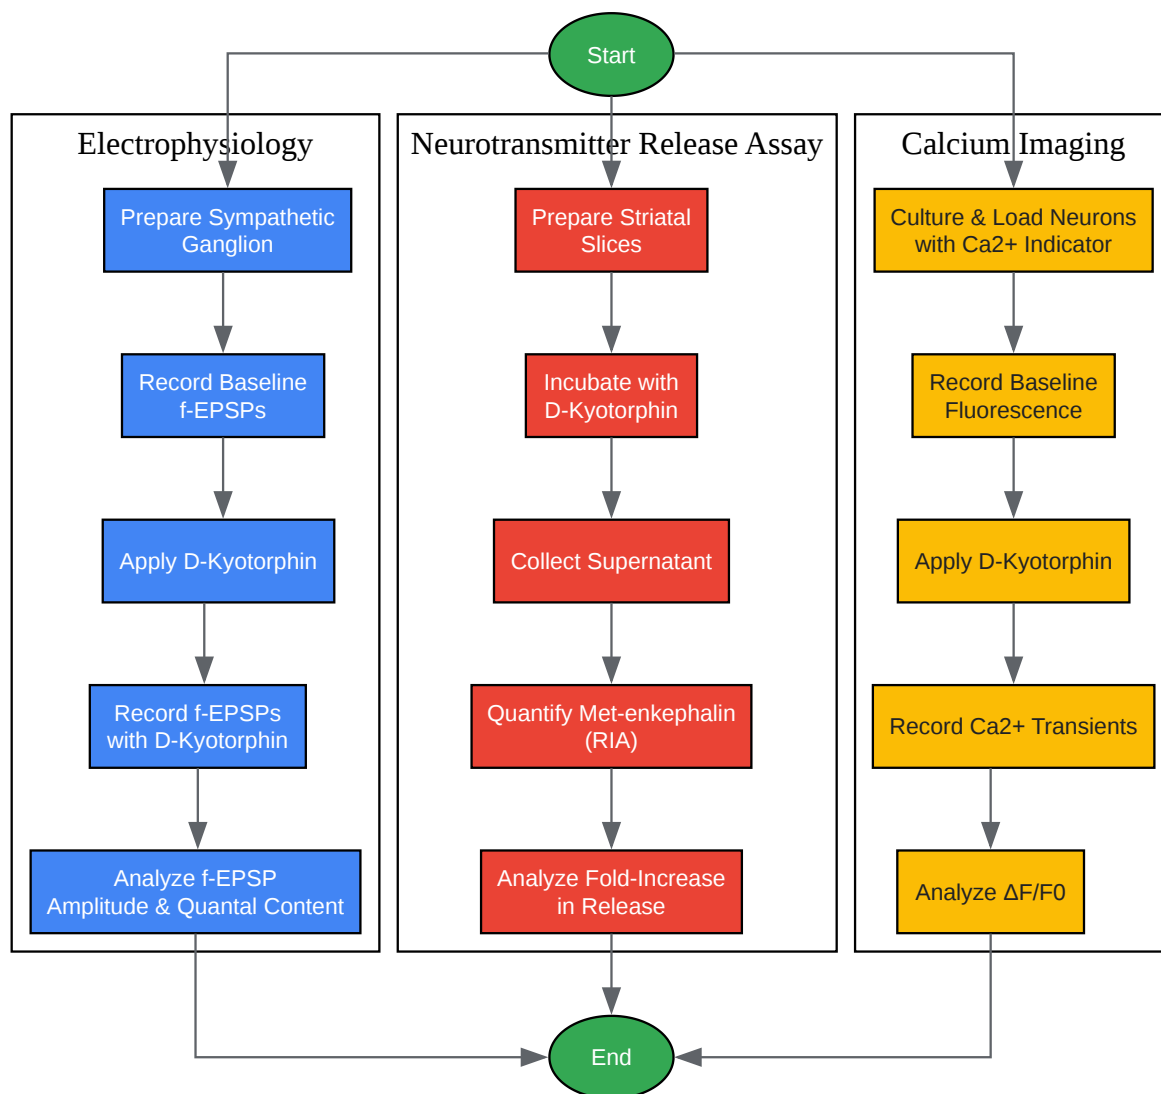 Start
Electrophysiology
Prepare Sympathetic
Ganglion
Record Baseline
f-EPSPs
Apply D-Kyotorphin
Record f-EPSPs
with D-Kyotorphin
Analyze f-EPSP
Amplitude & Quantal Content
Neurotransmitter Release Assay
Prepare Striatal
Slices
Incubate with
D-Kyotorphin
Collect Supernatant
Quantify Met-enkephalin
(RIA)
Analyze Fold-Increase
in Release
Calcium Imaging
Culture & Load Neurons
with Ca2+ Indicator
Record Baseline
Fluorescence
Apply D-Kyotorphin
Record Ca2+ Transients
Analyze ΔF/F0
End